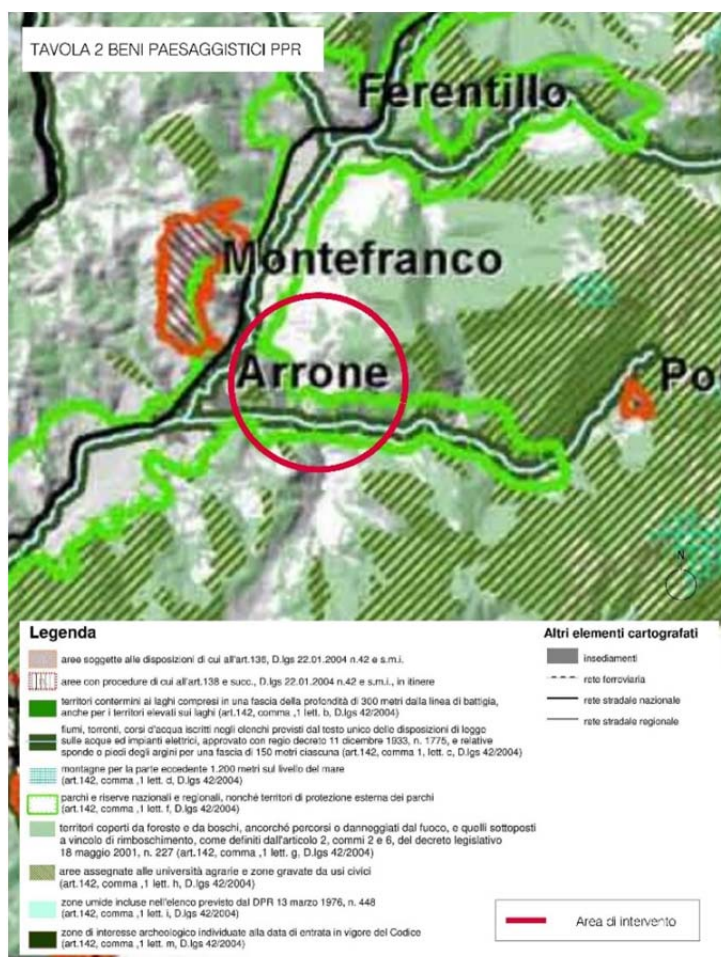 TAVOLA 2 BENI PAESAGGISTICI PPR
Ferentillo
Montefranco
Arrone
Po
N
Legenda
aree soggette alle disposizioni di cui all'art.136, D.lgs 22.01.2004 n.42 e s.m.i.
aree con procedure di cui all'art.138 e succ., D.lgs 22.01.2004 n.42 e s.m.i., in itinere
territori contermini ai laghi compresi in una fascia della profondità di 300 metri dalla linea di battigia,
anche per i territori elevati sui laghi (art.142, comma ,1 lett. b, D.lgs 42/2004)
fiumi, torrenti, corsi d'acqua iscritti negli elenchi previsti dal testo unico delle disposizioni di legge
sulle acque ed impianti elettrici, approvato con regio decreto 11 dicembre 1933, n. 1775, e relative
sponde o piedi degli argini per una fascia di 150 metri ciascuna (art.142, comma 1, lett. c, D.lgs 42/2004)
montagne per la parte eccedente 1.200 metri sul livello del mare
(art.142, comma ,1 lett. d, D.lgs 42/2004)
parchi e riserve nazionali e regionali, nonché territori di protezione esterna dei parchi
(art.142, comma ,1 lett. f, D.lgs 42/2004)
territori coperti da foreste e da boschi, ancorché percorsi o danneggiati dal fuoco, e quelli sottoposti
a vincolo di rimboschimento, come definiti dall'articolo 2, commi 2 e 6, del decreto legislativo
18 maggio 2001, n. 227 (art.142, comma ,1 lett. g, D.lgs 42/2004)
aree assegnate alle università agrarie e zone gravate da usi civici
(art.142, comma ,1 lett. h, D.lgs 42/2004)
zone umide incluse nell'elenco previsto dal DPR 13 marzo 1976, n. 448
(art.142, comma ,1 lett. i, D.lgs 42/2004)
zone di interesse archeologico individuate alla data di entrata in vigore del Codice
(art.142, comma ,1 lett. m, D.lgs 42/2004)
Altri elementi cartografati
insediamenti
rete ferroviaria
rete stradale nazionale
rete stradale regionale
Area di intervento